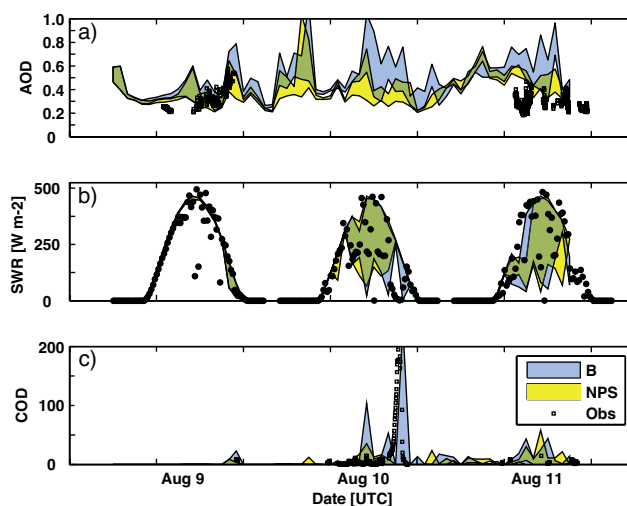 a)
1.0
0.8
0.6
0.4
0.2
0
AOD
b)
500
250
0
SWR [W m-2]
c)
200
100
0
COD
B
NPS
Obs
Aug 9 Aug 10 Aug 11
Date [UTC]